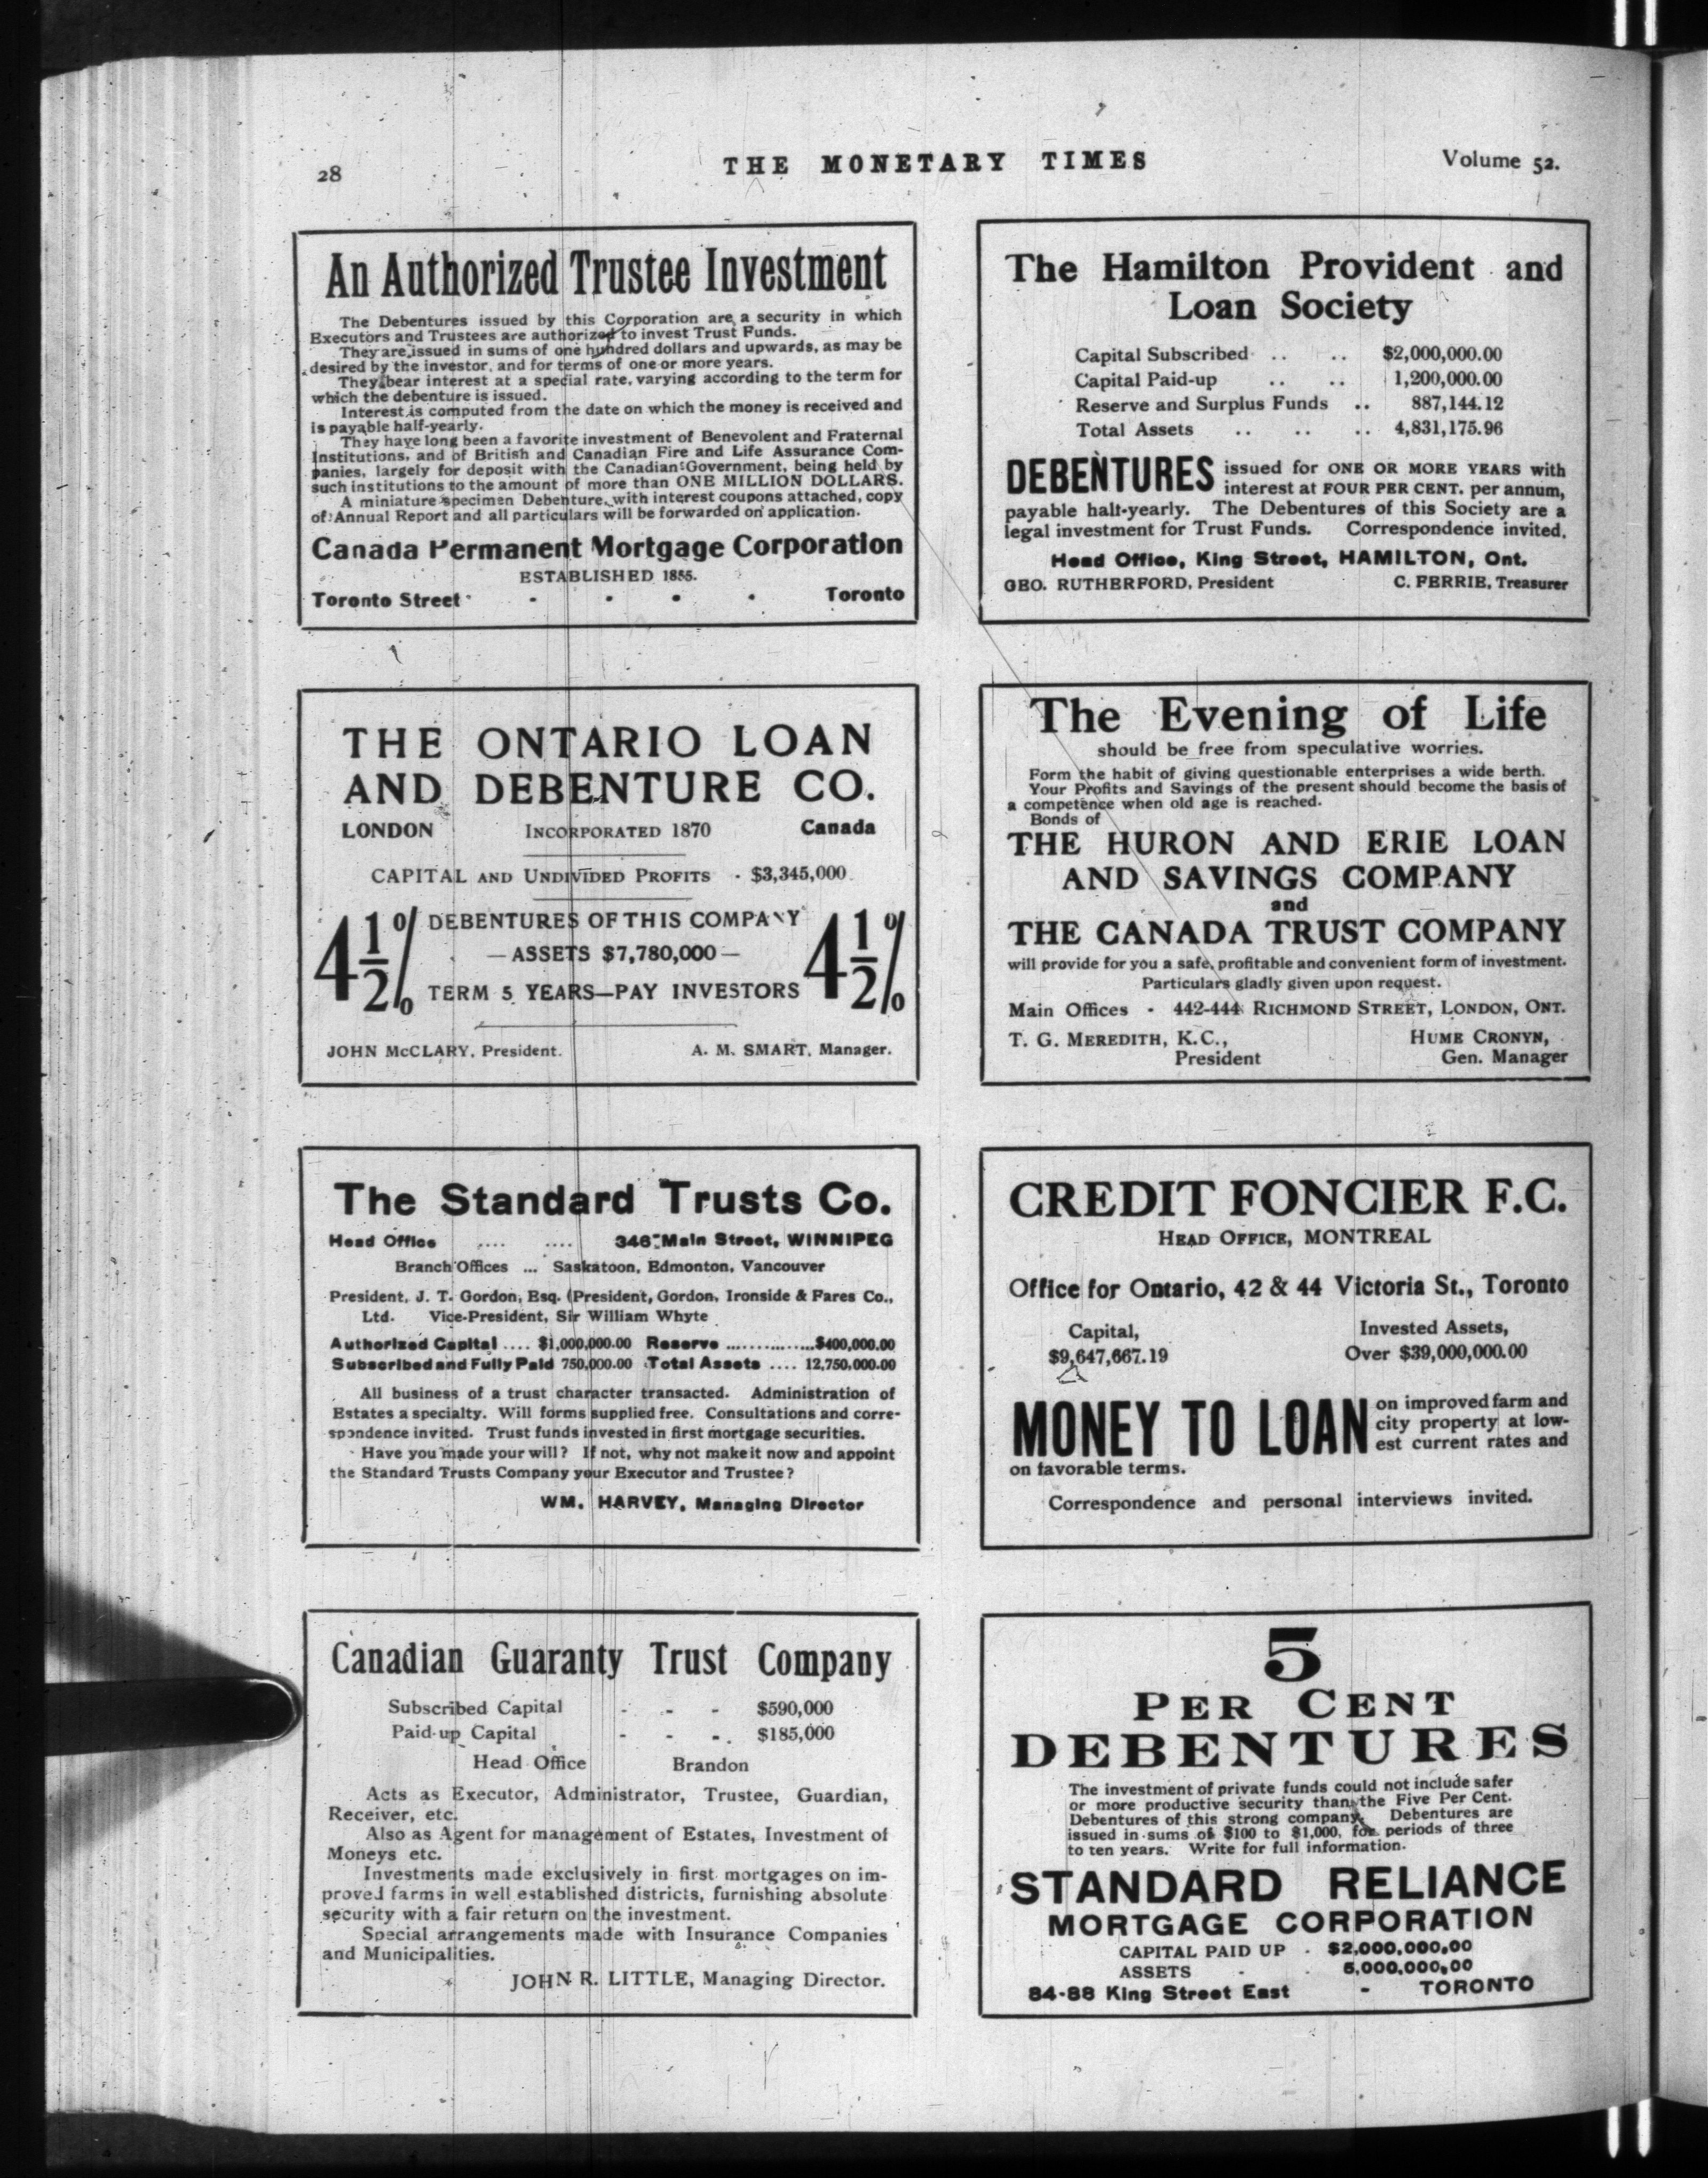 28
THE MONETARY TIMES
Volume 52.
An Authorized Trustee Investment
The Debentures issued by this Corporation are a security in which
Executors and Trustees are authorized to invest Trust Funds.
They are issued in sums of one hundred dollars and upwards, as may be
desired by the investor, and for terms of one or more years.
They bear interest at a special rate, varying according to the term for
which the debenture is issued.
Interest is computed from the date on which the money is received and
is payable half-yearly.
They have long been a favorite investment of Benevolent and Fraternal
Institutions, and of British and Canadian Fire and Life Assurance Com-
panies, largely for deposit with the Canadian Government, being held by
such institutions to the amount of more than ONE MILLION DOLLARS.
A miniature specimen Debenture, with interest coupons attached, copy
of Annual Report and all particulars will be forwarded on application.
Canada Permanent Mortgage Corporation
ESTABLISHED 1855.
Toronto Street - - - - Toronto
The Hamilton Provident and
Loan Society
Capital Subscribed .. .. $2,000,000.00
Capital Paid-up .. .. 1,200,000.00
Reserve and Surplus Funds .. 887,144.12
Total Assets .. .. .. 4,831,175.96
DEBENTURES issued for ONE OR MORE YEARS with
interest at FOUR PER CENT. per annum,
payable half-yearly. The Debentures of this Society are a
legal investment for Trust Funds. Correspondence invited.
Head Office, King Street, HAMILTON, Ont.
GEO. RUTHERFORD, President C. FERRIE, Treasurer
THE ONTARIO LOAN
AND DEBENTURE CO.
LONDON INCORPORATED 1870 Canada
CAPITAL AND UNDIVIDED PROFITS - $3,345,000
4½% DEBENTURES OF THIS COMPANY 4½%
— ASSETS $7,780,000 —
TERM 5 YEARS—PAY INVESTORS
JOHN McCLARY, President. A. M. SMART, Manager.
The Evening of Life
should be free from speculative worries.
Form the habit of giving questionable enterprises a wide berth.
Your Profits and Savings of the present should become the basis of
a competence when old age is reached.
Bonds of
THE HURON AND ERIE LOAN
AND SAVINGS COMPANY
and
THE CANADA TRUST COMPANY
will provide for you a safe, profitable and convenient form of investment.
Particulars gladly given upon request.
Main Offices - 442-444 RICHMOND STREET, LONDON, ONT.
T. G. MEREDITH, K.C., HUME CRONYN,
President Gen. Manager
The Standard Trusts Co.
Head Office .... .... 346 Main Street, WINNIPEG
Branch Offices ... Saskatoon, Edmonton, Vancouver
President, J. T. Gordon, Esq. (President, Gordon, Ironside & Fares Co.,
Ltd. Vice-President, Sir William Whyte
Authorized Capital .... $1,000,000.00 Reserve ............ $400,000.00
Subscribed and Fully Paid 750,000.00 Total Assets .... 12,750,000.00
All business of a trust character transacted. Administration of
Estates a specialty. Will forms supplied free. Consultations and corre-
spondence invited. Trust funds invested in first mortgage securities.
Have you made your will? If not, why not make it now and appoint
the Standard Trusts Company your Executor and Trustee?
WM. HARVEY, Managing Director
CREDIT FONCIER F.C.
HEAD OFFICE, MONTREAL
Office for Ontario, 42 & 44 Victoria St., Toronto
Capital, Invested Assets,
$9,647,667.19 Over $39,000,000.00
MONEY TO LOAN on improved farm and
city property at low-
est current rates and
on favorable terms.
Correspondence and personal interviews invited.
Canadian Guaranty Trust Company
Subscribed Capital - - - $590,000
Paid-up Capital - - - $185,000
Head Office Brandon
Acts as Executor, Administrator, Trustee, Guardian,
Receiver, etc.
Also as Agent for management of Estates, Investment of
Moneys etc.
Investments made exclusively in first mortgages on im-
proved farms in well established districts, furnishing absolute
security with a fair return on the investment.
Special arrangements made with Insurance Companies
and Municipalities.
JOHN R. LITTLE, Managing Director.
5
PER CENT
DEBENTURES
The investment of private funds could not include safer
or more productive security than the Five Per Cent.
Debentures of this strong company. Debentures are
issued in sums of $100 to $1,000, for periods of three
to ten years. Write for full information.
STANDARD RELIANCE
MORTGAGE CORPORATION
CAPITAL PAID UP - $2,000,000.00
ASSETS - - 5,000,000.00
84-88 King Street East - TORONTO